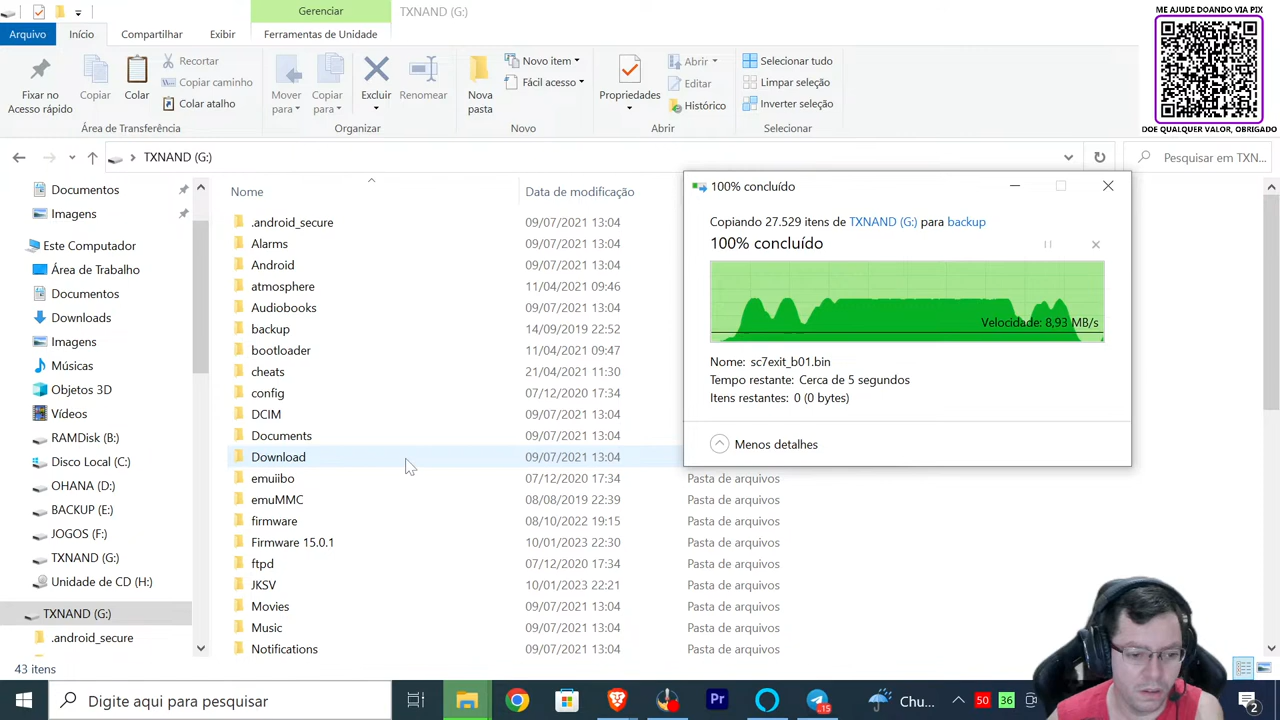 Gerenciar
TXNAND (G:)
ME AJUDE DOANDO VIA PIX
Arquivo
Início
Compartilhar
Exibir
Ferramentas de Unidade
Fixar no
Acesso rápido
Copiar
Colar
Recortar
Copiar caminho
Colar atalho
Mover
para
Copiar
para
Excluir
Renomear
Nova
pasta
Novo item
Fácil acesso
Propriedades
Abrir
Editar
Histórico
Selecionar tudo
Limpar seleção
Inverter seleção
Área de Transferência
Organizar
Novo
Abrir
Selecionar
DOE QUALQUER VALOR, OBRIGADO
TXNAND (G:)
Pesquisar em TXN...
Documentos
Imagens
Este Computador
Área de Trabalho
Documentos
Downloads
Imagens
Músicas
Objetos 3D
Vídeos
RAMDisk (B:)
Disco Local (C:)
OHANA (D:)
BACKUP (E:)
JOGOS (F:)
TXNAND (G:)
Unidade de CD (H:)
TXNAND (G:)
.android_secure
Nome
Data de modificação
.android_secure 09/07/2021 13:04
Alarms 09/07/2021 13:04
Android 09/07/2021 13:04
atmosphere 11/04/2021 09:46
Audiobooks 09/07/2021 13:04
backup 14/09/2019 22:52
bootloader 11/04/2021 09:47
cheats 21/04/2021 11:30
config 07/12/2020 17:34
DCIM 09/07/2021 13:04
Documents 09/07/2021 13:04
Download 09/07/2021 13:04
emuiibo 07/12/2020 17:34 Pasta de arquivos
emuMMC 08/08/2019 22:39 Pasta de arquivos
firmware 08/10/2022 19:15 Pasta de arquivos
Firmware 15.0.1 10/01/2023 22:30 Pasta de arquivos
ftpd 07/12/2020 17:34 Pasta de arquivos
JKSV 10/01/2023 22:21 Pasta de arquivos
Movies 09/07/2021 13:04 Pasta de arquivos
Music 09/07/2021 13:04 Pasta de arquivos
Notifications 09/07/2021 13:04 Pasta de arquivos
100% concluído
Copiando 27.529 itens de TXNAND (G:) para backup
100% concluído
Velocidade: 8,93 MB/s
Nome: sc7exit_b01.bin
Tempo restante: Cerca de 5 segundos
Itens restantes: 0 (0 bytes)
Menos detalhes
43 itens
Digite aqui para pesquisar
Pr
15
Chu...
50
36
2